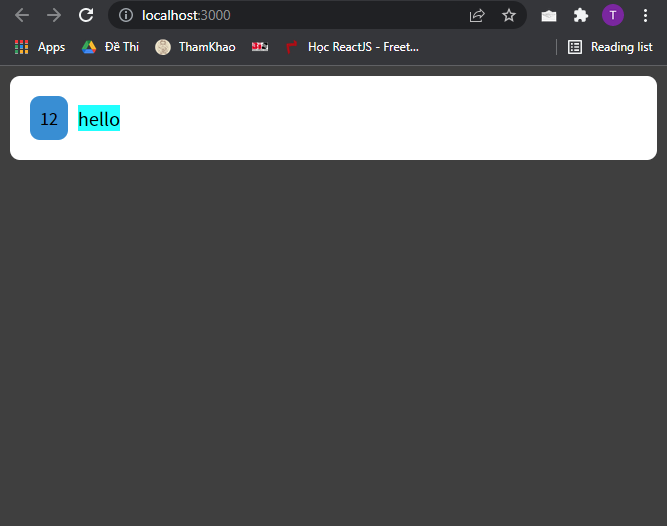 localhost:3000
T
Apps Đề Thi ThamKhao Học ReactJS - Freet... Reading list
12 hello